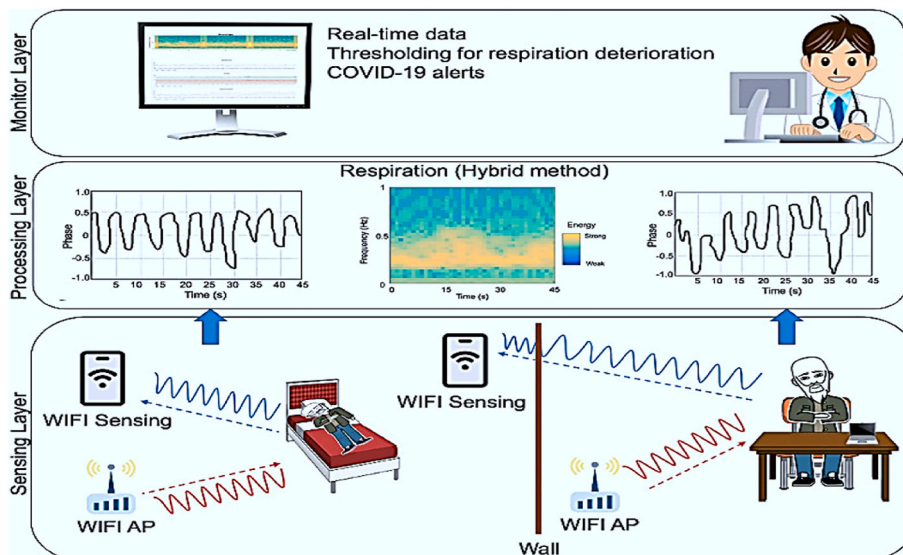 Monitor Layer
Real-time data
Thresholding for respiration deterioration
COVID-19 alerts
Processing Layer
Respiration (Hybrid method)
Phase
1.0
0.5
0
-0.5
-1.0
5 10 15 20 25 30 35 40 45
Time (s)
Frequency (Hz)
1
0.5
0
0 15 30 45
Time (s)
Energy
Strong
Weak
Phase
1.0
0.5
0
-0.5
-1.0
5 10 15 20 25 30 35 40 45
Time (s)
Sensing Layer
WIFI Sensing
WIFI AP
WIFI Sensing
WIFI AP
Wall